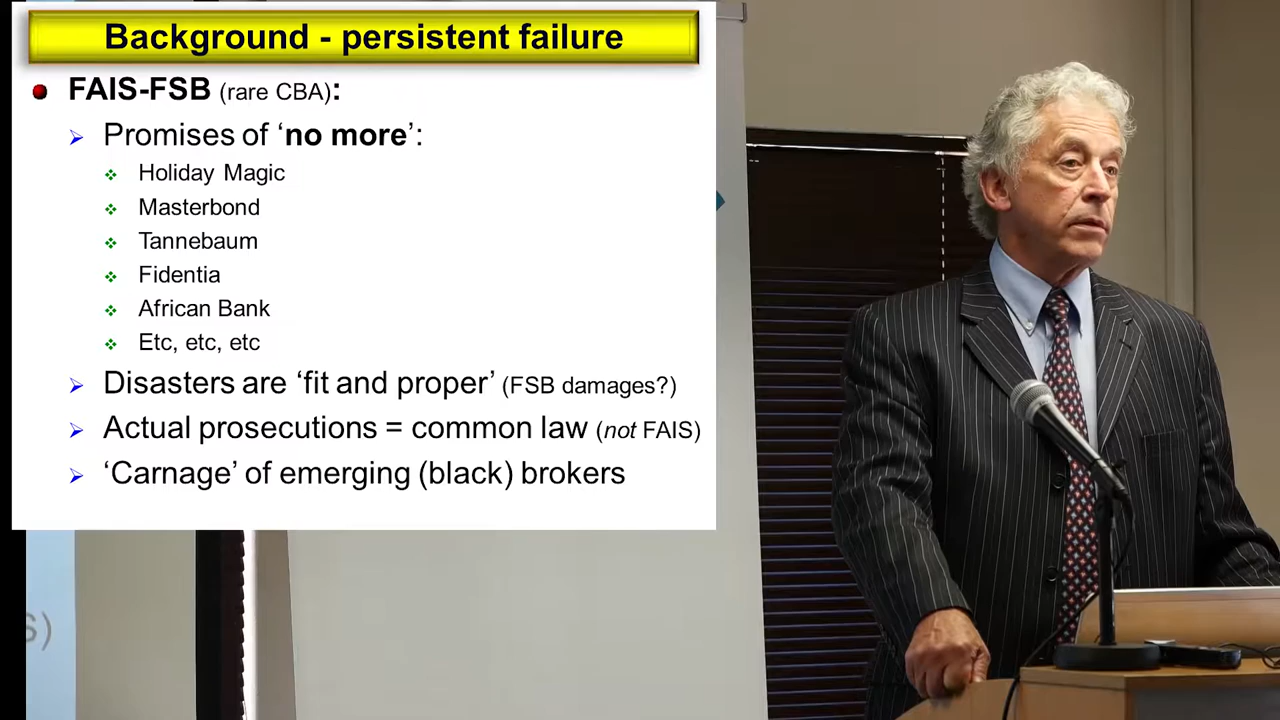 Background - persistent failure
FAIS-FSB (rare CBA):
Promises of ‘no more’:
Holiday Magic
Masterbond
Tannebaum
Fidentia
African Bank
Etc, etc, etc
Disasters are ‘fit and proper’ (FSB damages?)
Actual prosecutions = common law (not FAIS)
‘Carnage’ of emerging (black) brokers